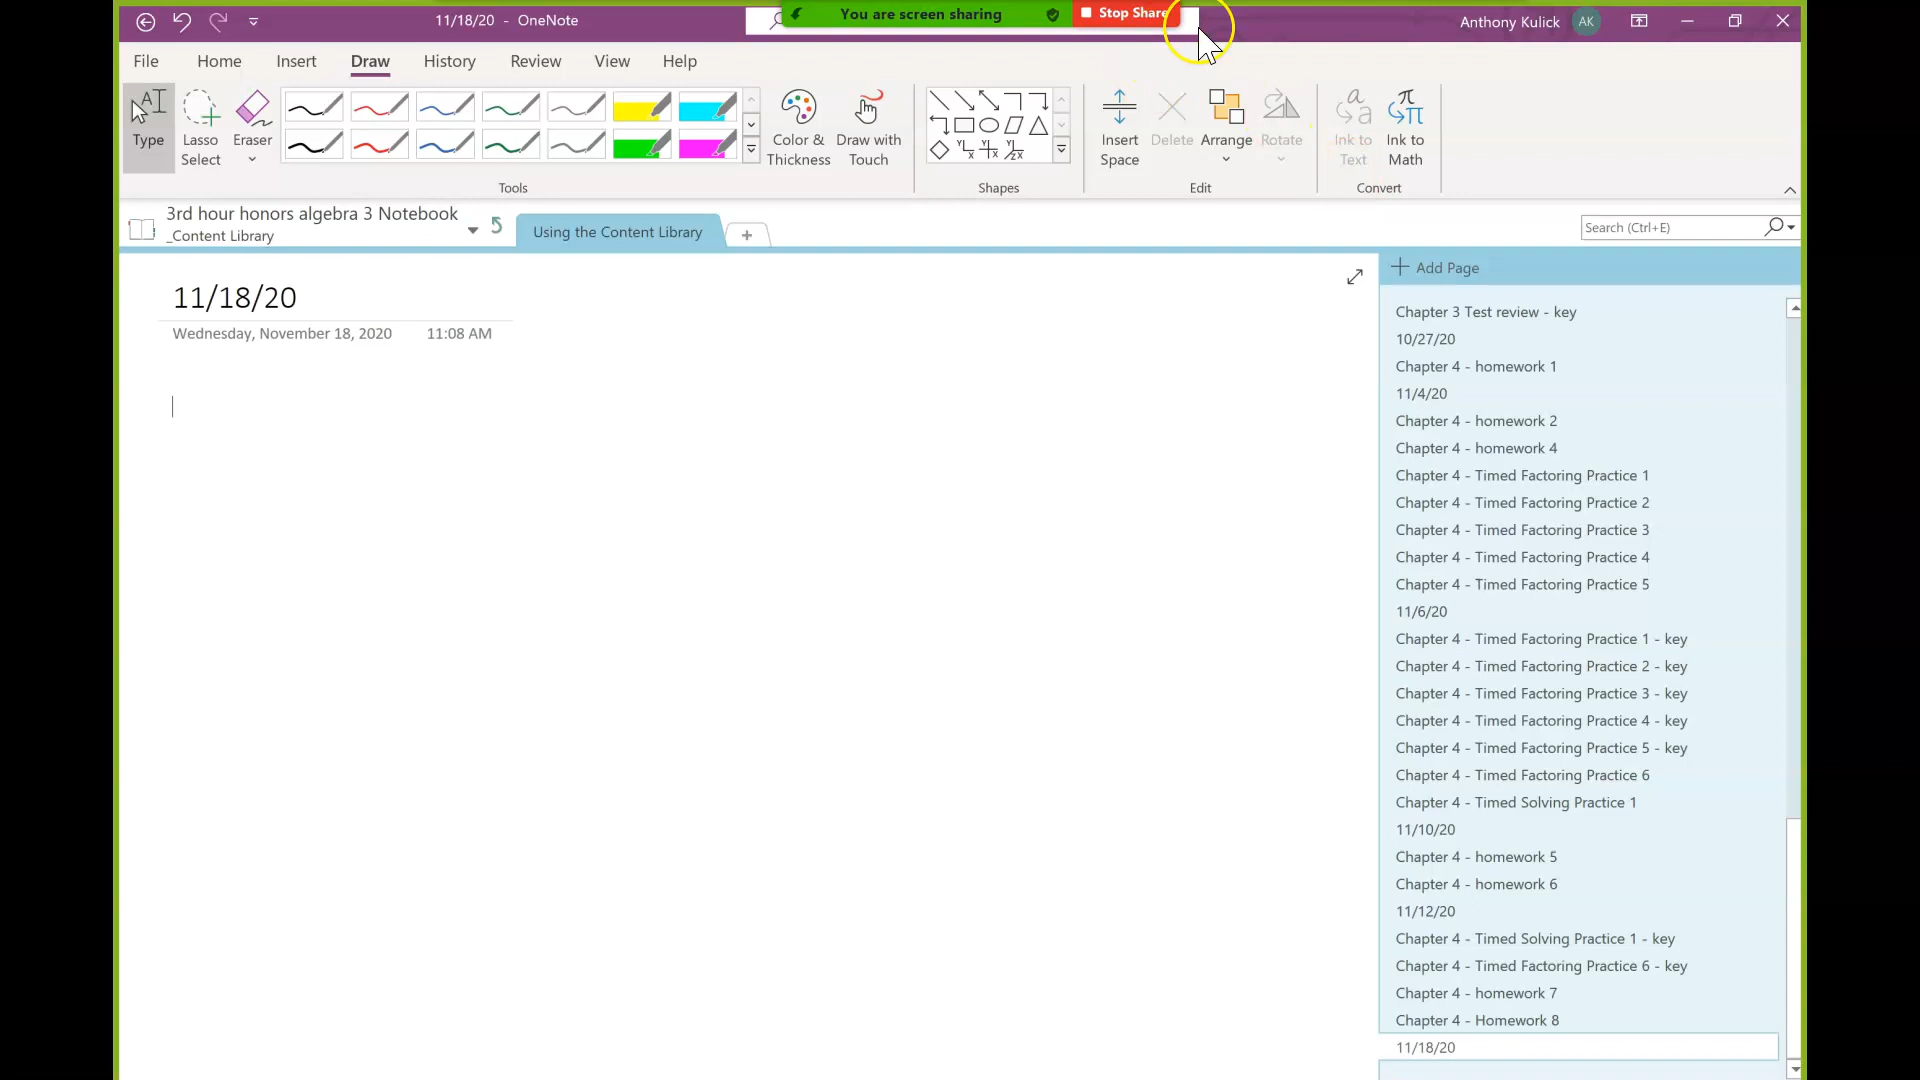 11/18/20 - OneNote
You are screen sharing
Stop Share
Anthony Kulick
AK
File
Home
Insert
Draw
History
Review
View
Help
Type
Lasso
Select
Eraser
Color &
Thickness
Draw with
Touch
Insert
Space
Delete
Arrange
Rotate
Ink to
Text
Ink to
Math
Tools
Shapes
Edit
Convert
3rd hour honors algebra 3 Notebook
_Content Library
Using the Content Library
Search (Ctrl+E)
11/18/20
Wednesday, November 18, 2020
11:08 AM
Add Page
Chapter 3 Test review - key
10/27/20
Chapter 4 - homework 1
11/4/20
Chapter 4 - homework 2
Chapter 4 - homework 4
Chapter 4 - Timed Factoring Practice 1
Chapter 4 - Timed Factoring Practice 2
Chapter 4 - Timed Factoring Practice 3
Chapter 4 - Timed Factoring Practice 4
Chapter 4 - Timed Factoring Practice 5
11/6/20
Chapter 4 - Timed Factoring Practice 1 - key
Chapter 4 - Timed Factoring Practice 2 - key
Chapter 4 - Timed Factoring Practice 3 - key
Chapter 4 - Timed Factoring Practice 4 - key
Chapter 4 - Timed Factoring Practice 5 - key
Chapter 4 - Timed Factoring Practice 6
Chapter 4 - Timed Solving Practice 1
11/10/20
Chapter 4 - homework 5
Chapter 4 - homework 6
11/12/20
Chapter 4 - Timed Solving Practice 1 - key
Chapter 4 - Timed Factoring Practice 6 - key
Chapter 4 - homework 7
Chapter 4 - Homework 8
11/18/20